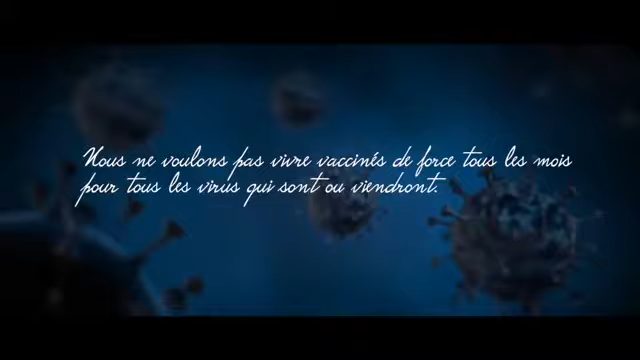 Nous ne voulons pas vivre vaccinés de force tous les mois
pour tous les virus qui sont ou viendront.